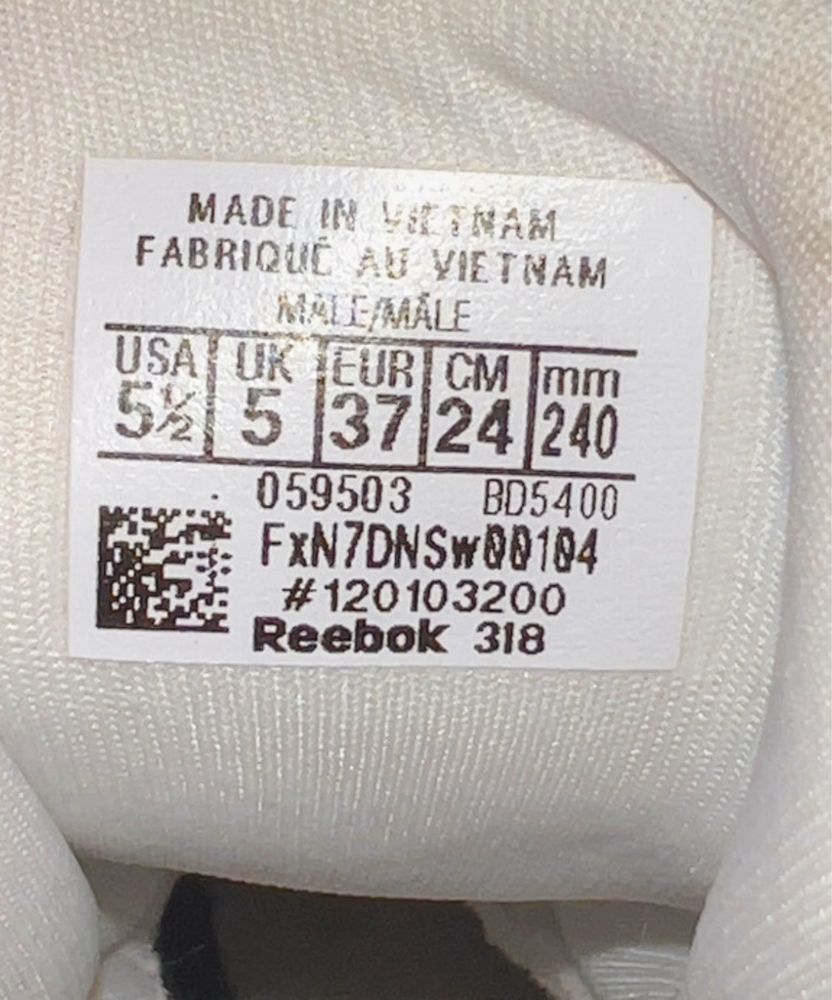 MADE IN VIETNAM
FABRIQUÉ AU VIETNAM
MALE/MÂLE
USA UK EUR CM mm
5½ 5 37 24 240
059503 BD5400
FxN7DNSw00104
#120103200
Reebok 318